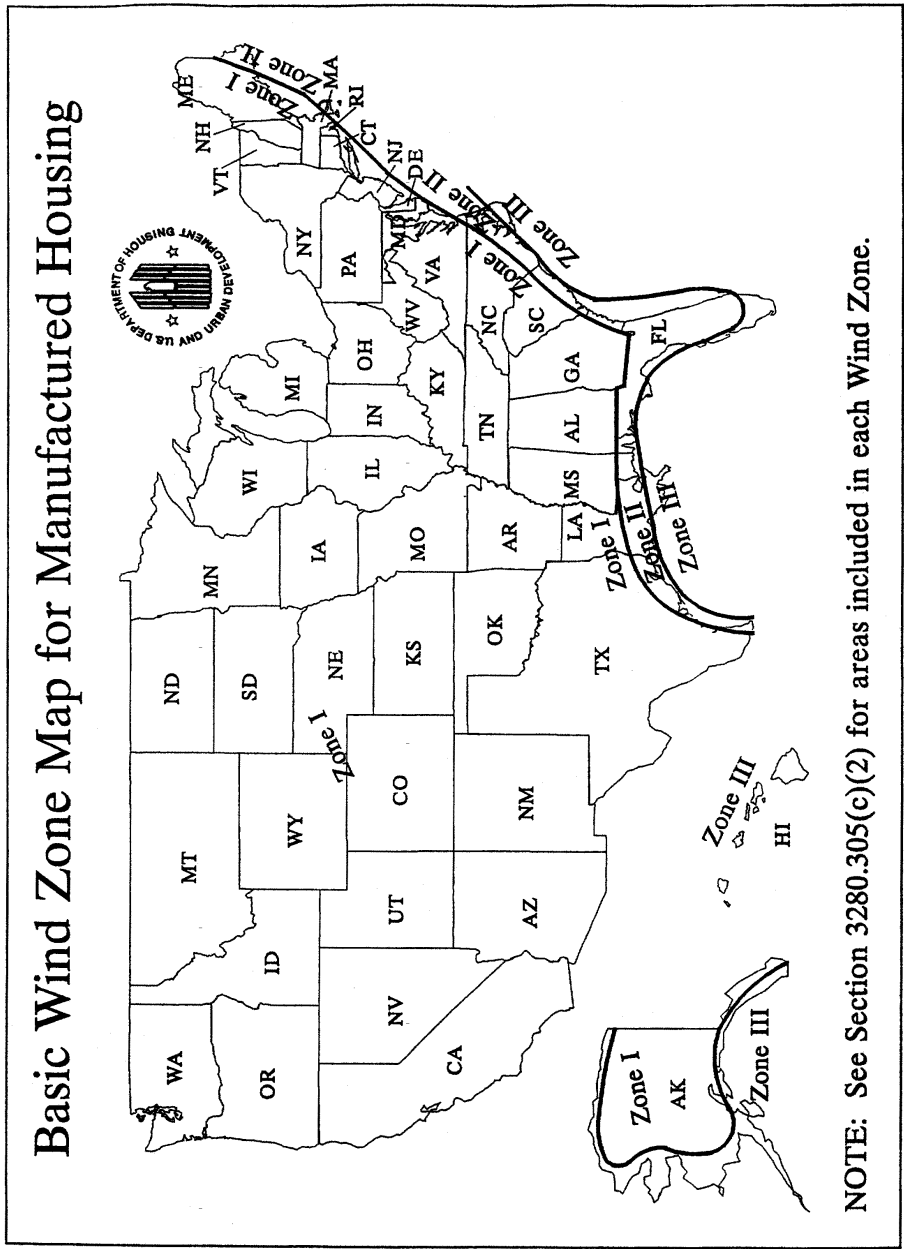 Basic Wind Zone Map for Manufactured Housing
U.S. DEPARTMENT OF HOUSING
AND URBAN DEVELOPMENT
WA
MT
ND
MN
WI
MI
NY
VT
NH
ME
Zone I
Zone II
MA
RI
CT
NJ
DE
MD
PA
OR
ID
WY
SD
IA
IL
IN
OH
WV
VA
Zone II
Zone I
NE
Zone I
NV
UT
CO
KS
MO
KY
NC
Zone I
Zone III
CA
AZ
NM
OK
AR
TN
SC
TX
LA
MS
AL
GA
FL
Zone I
Zone II
Zone III
Zone I
AK
Zone III
Zone III
HI
NOTE: See Section 3280.305(c)(2) for areas included in each Wind Zone.